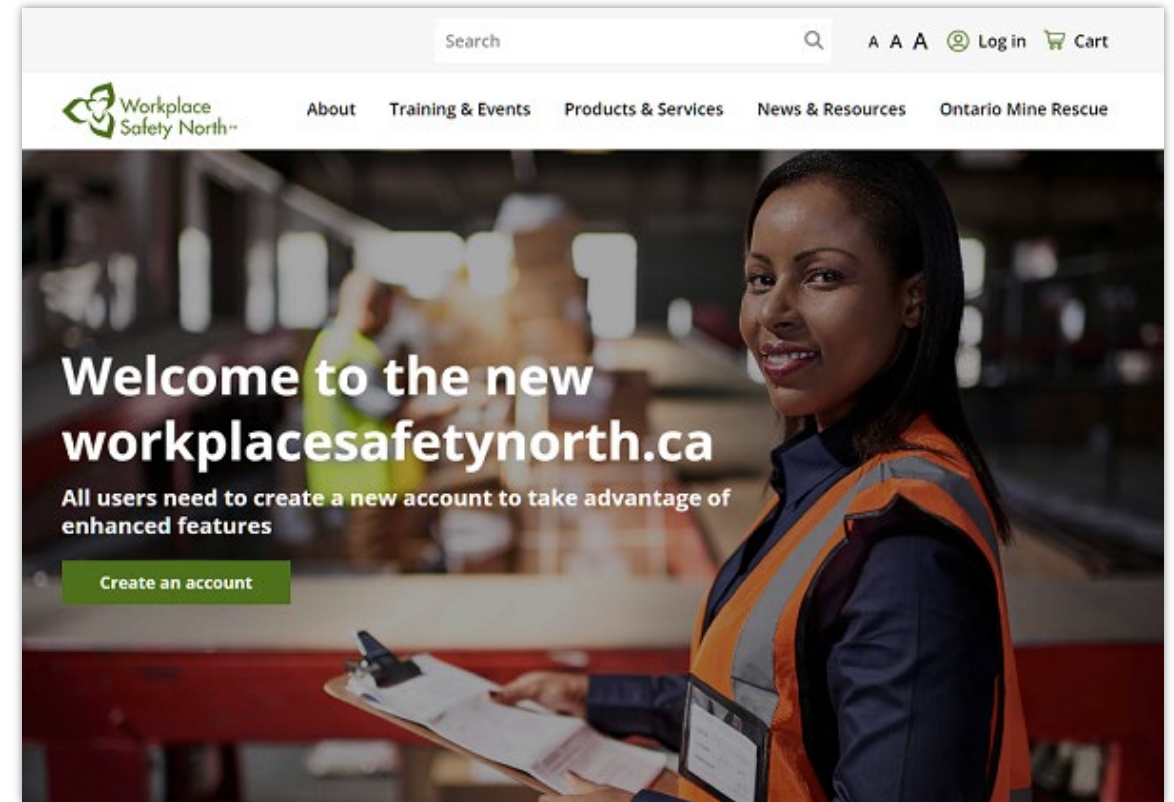 Search
A A A Log in Cart
Workplace
Safety North™
About Training & Events Products & Services News & Resources Ontario Mine Rescue
Welcome to the new
workplacesafetynorth.ca
All users need to create a new account to take advantage of
enhanced features
Create an account